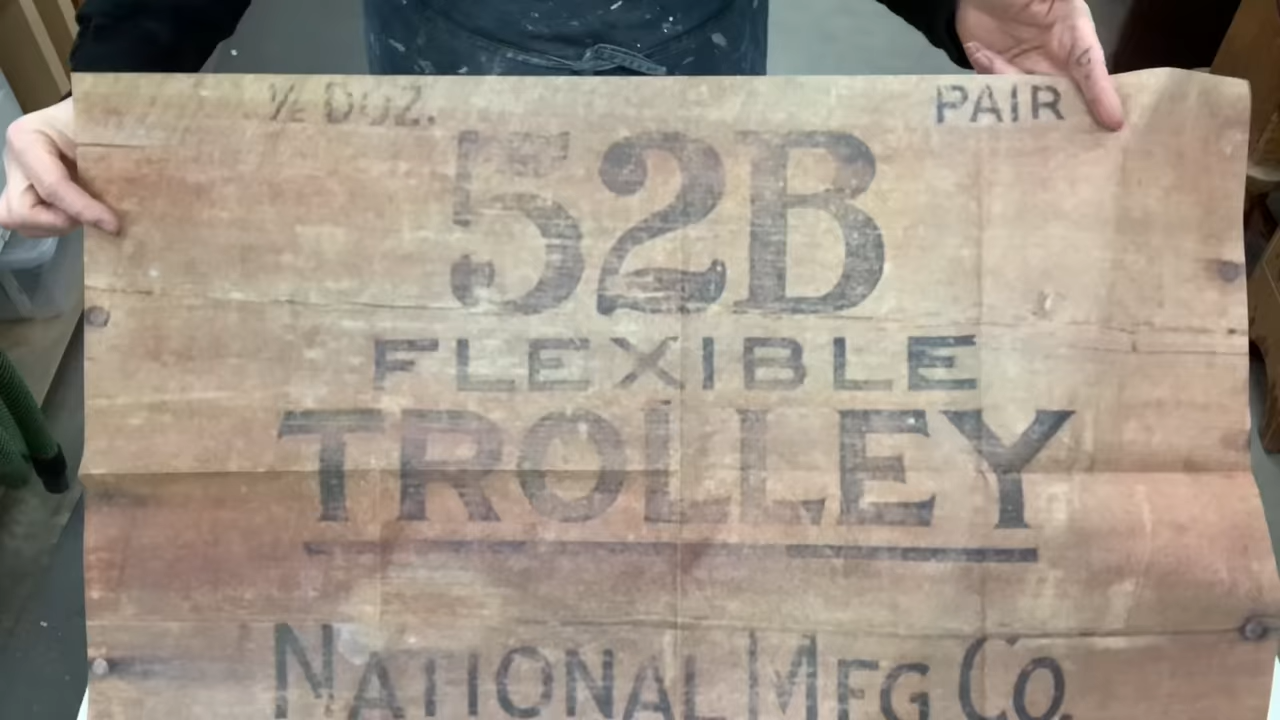 ½ DOZ. PAIR
52B
FLEXIBLE
TROLLEY
NATIONAL MFG CO.